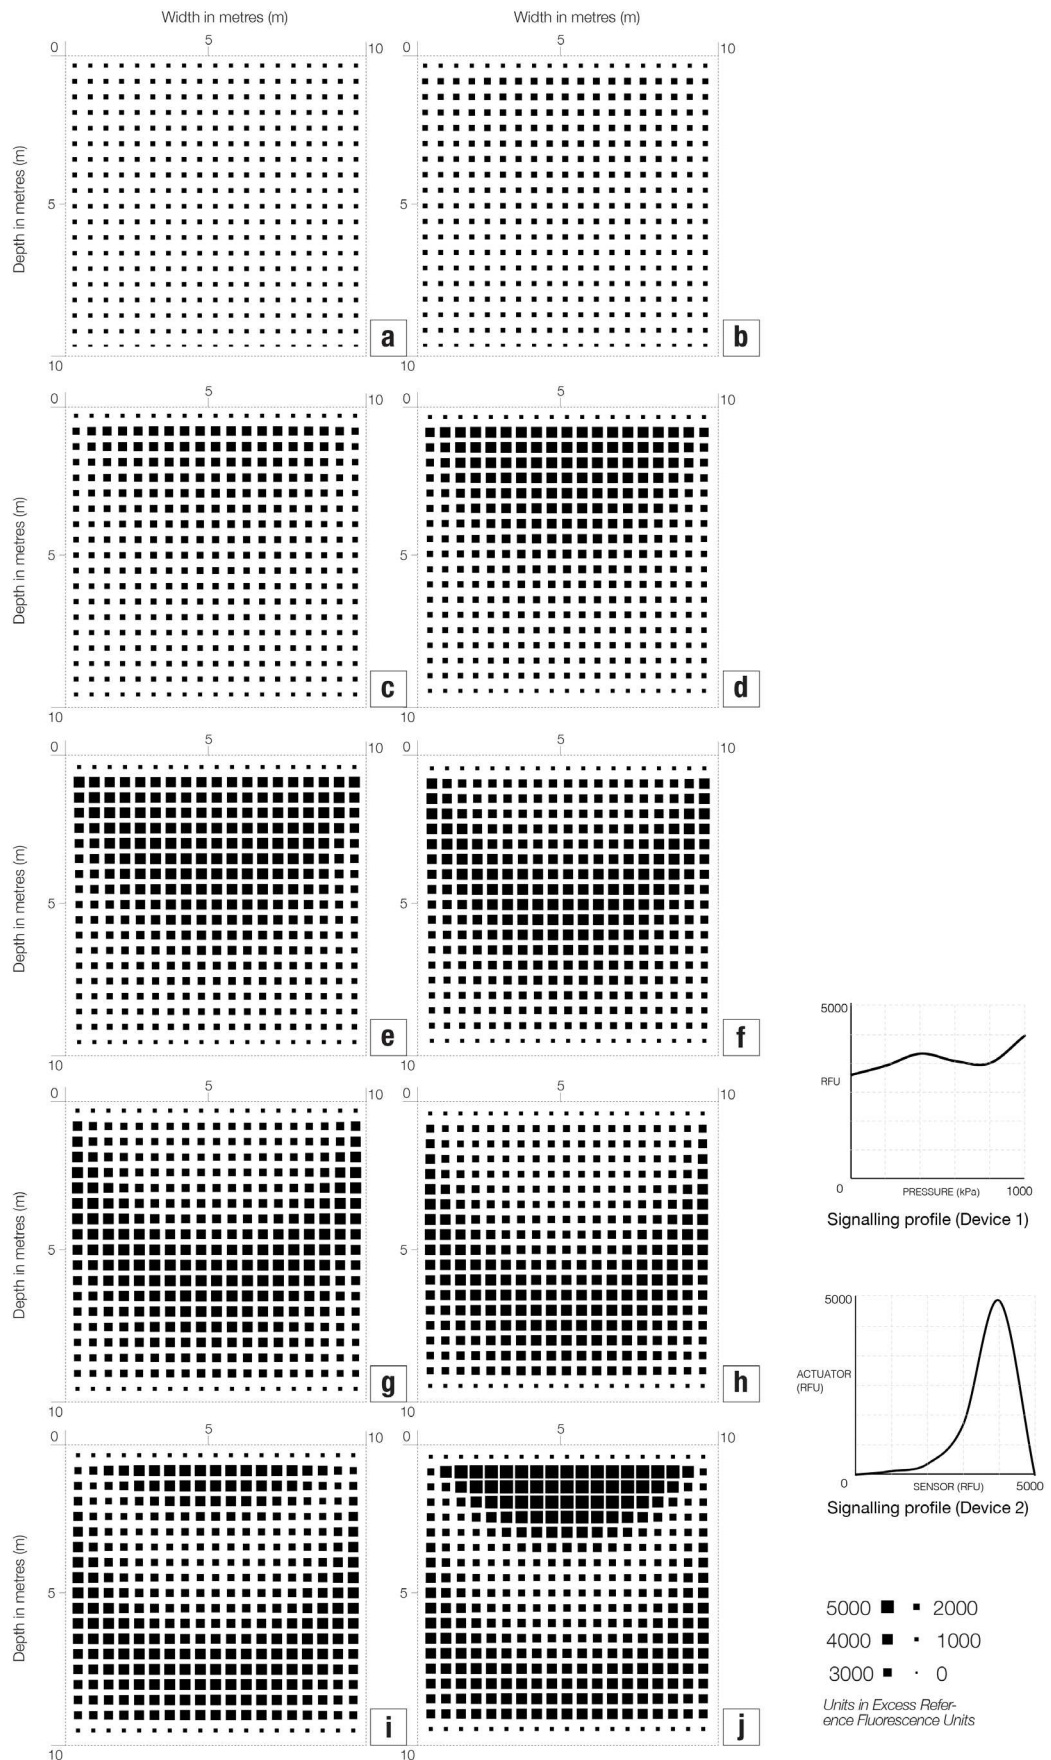 Width in metres (m)
Width in metres (m)
0 5 10
0 5 10
Depth in metres (m)
5
5
a
b
10
10
0 5 10
0 5 10
Depth in metres (m)
5
5
c
d
10
10
0 5 10
0 5 10
Depth in metres (m)
5
5
e
f
10
10
0 5 10
0 5 10
Depth in metres (m)
5
5
g
h
10
10
0 5 10
0 5 10
Depth in metres (m)
5
5
i
j
10
10
5000
RFU
0 PRESSURE (kPa) 1000
Signalling profile (Device 1)
5000
ACTUATOR
(RFU)
0 SENSOR (RFU) 5000
Signalling profile (Device 2)
5000 2000
4000 1000
3000 0
Units in Excess Refer-
ence Fluorescence Units